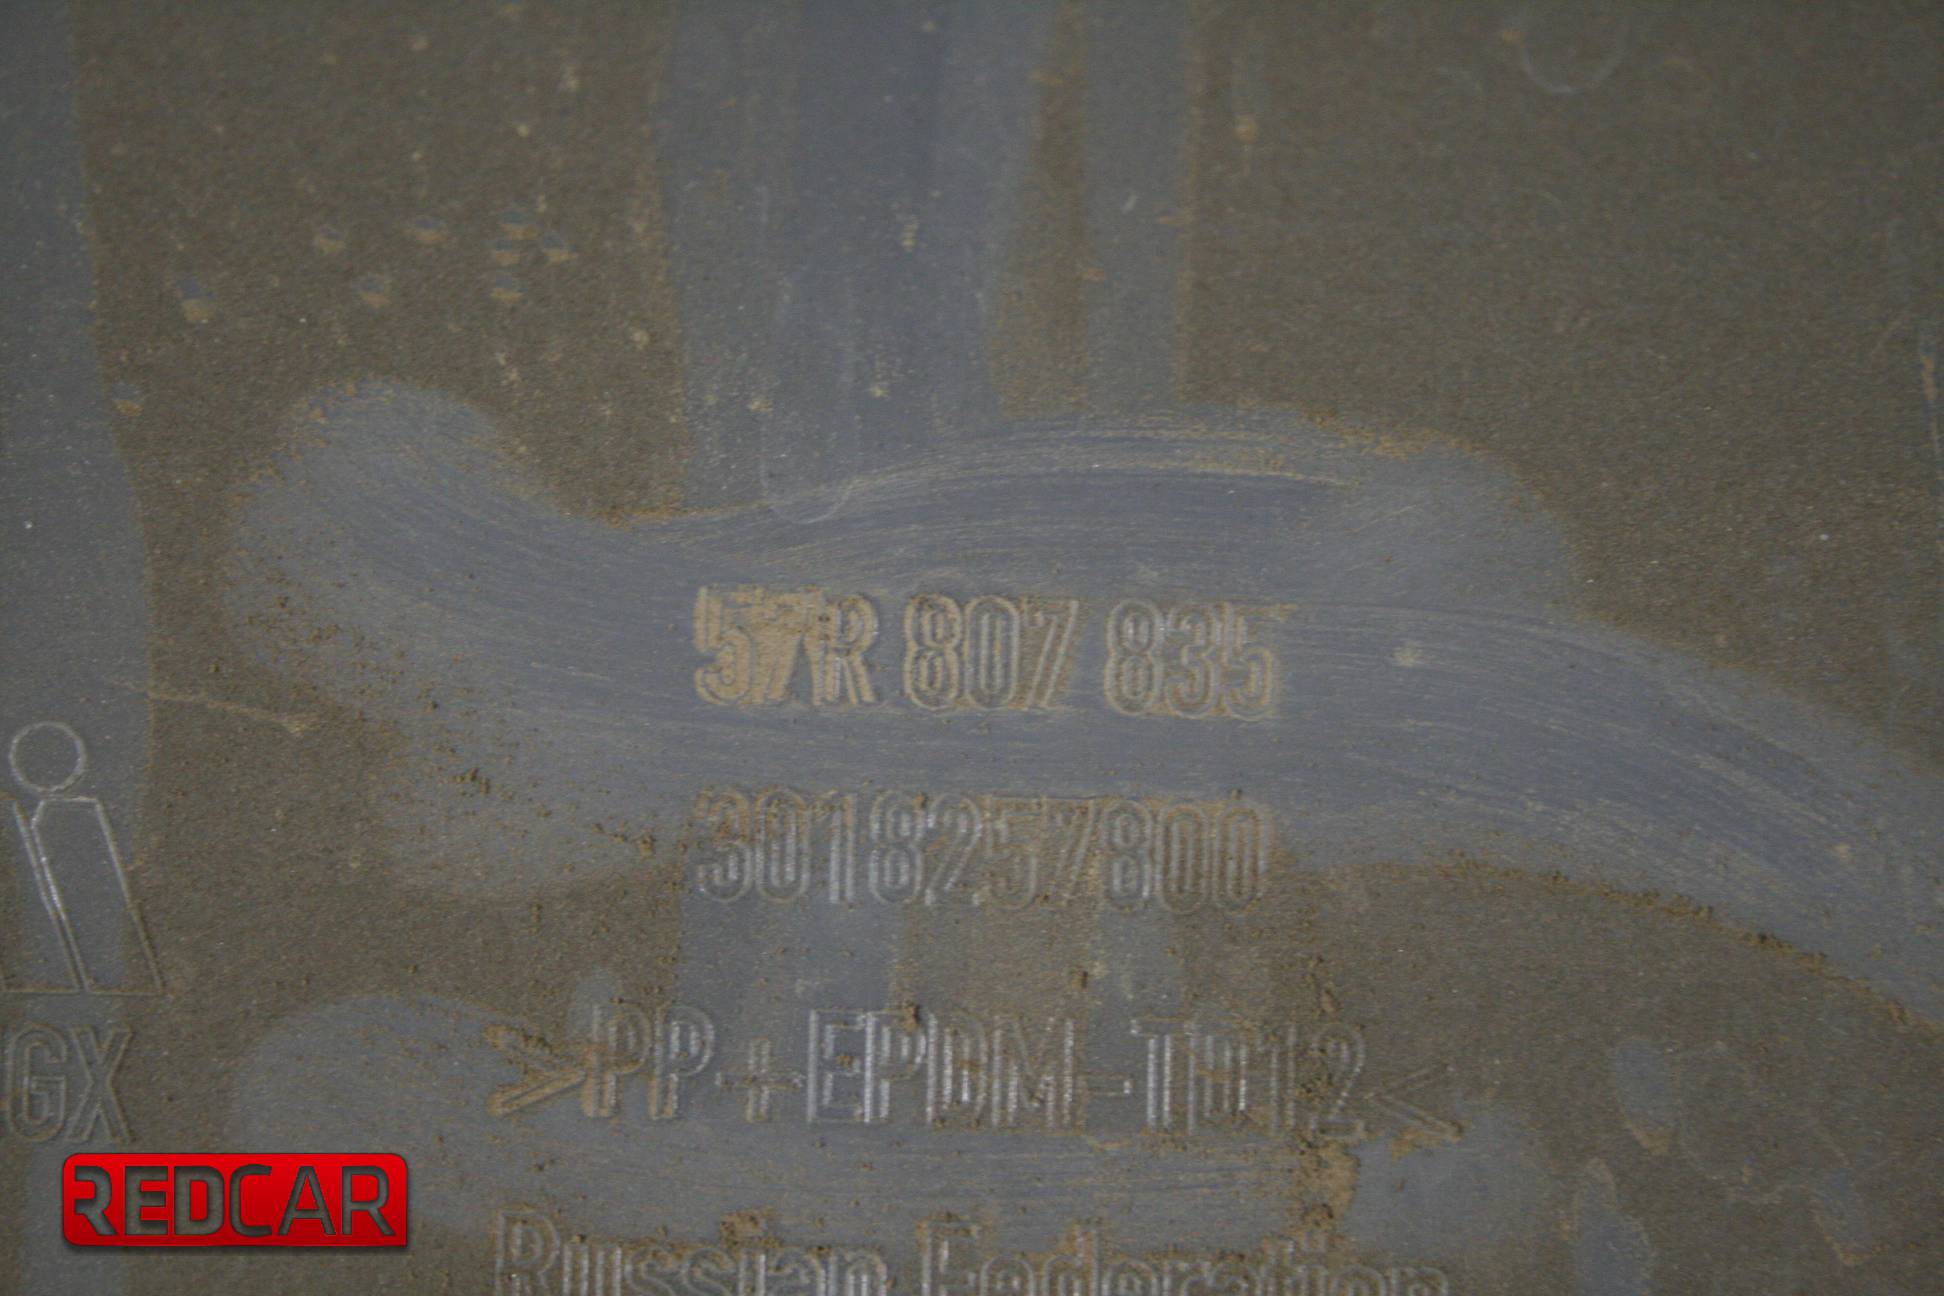 57R 807 835
3018257800
GX
>PP+EPDM-TD12<
REDCAR
Russian Federation